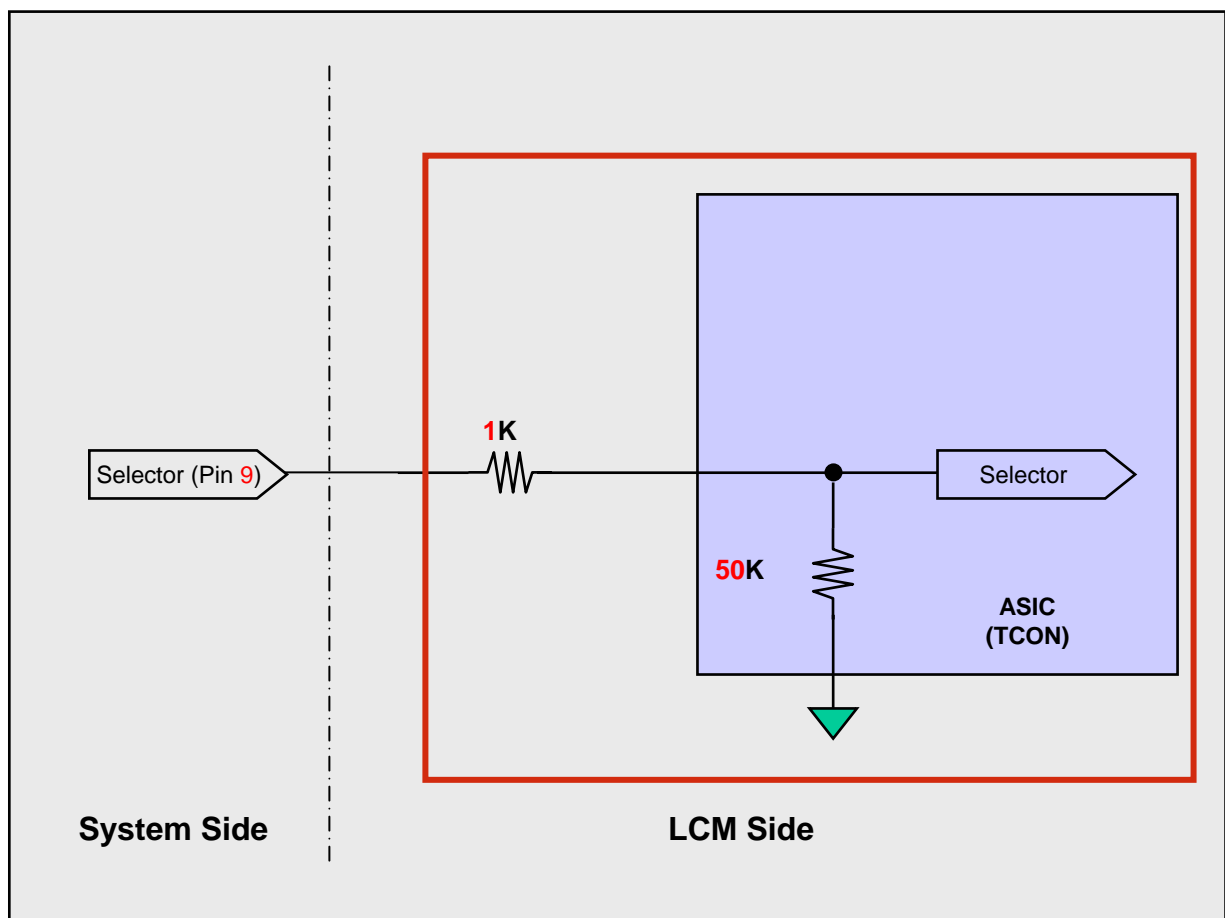 1K
Selector (Pin 9)
Selector
50K
ASIC
(TCON)
System Side
LCM Side